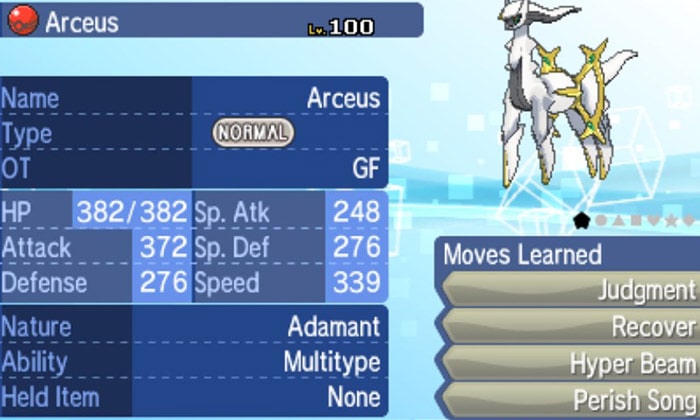 Arceus Lv.100
Name Arceus
Type NORMAL
OT GF
HP 382/382 Sp. Atk 248
Attack 372 Sp. Def 276
Defense 276 Speed 339
Nature Adamant
Ability Multitype
Held Item None
Moves Learned
Judgment
Recover
Hyper Beam
Perish Song